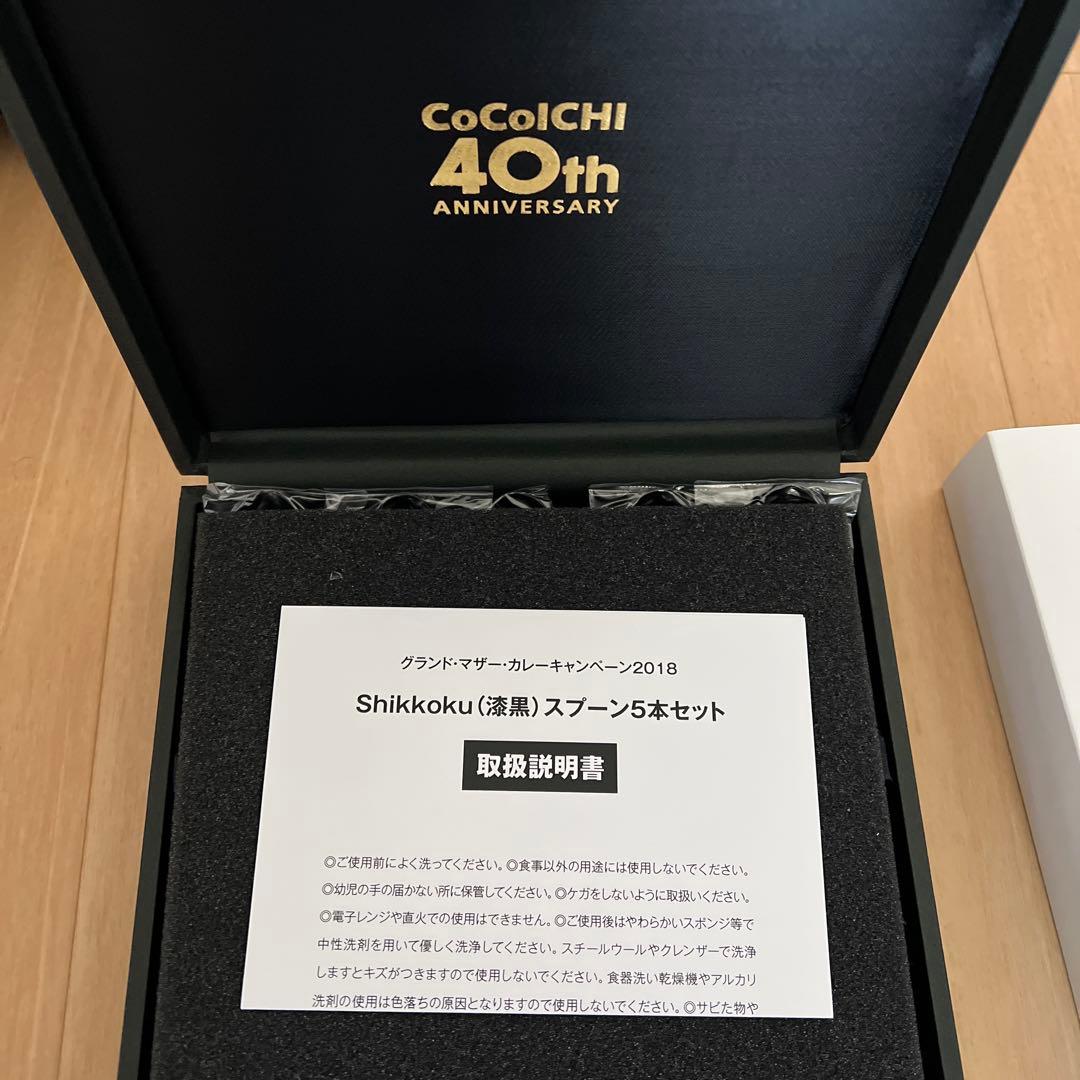 CoCoICHI
40th
ANNIVERSARY
グランド・マザー・カレーキャンペーン2018
Shikkoku(漆黒)スプーン5本セット
取扱説明書
◎ご使用前によく洗ってください。◎食事以外の用途には使用しないでください。
◎幼児の手の届かない所に保管してください。◎ケガをしないように取扱いください。
◎電子レンジや直火での使用はできません。◎ご使用後はやわらかいスポンジ等で
中性洗剤を用いて優しく洗浄してください。スチールウールやクレンザーで洗浄
しますとキズがつきますので使用しないでください。食器洗い乾燥機やアルカリ
洗剤の使用は色落ちの原因となりますので使用しないでください。◎サビた物や